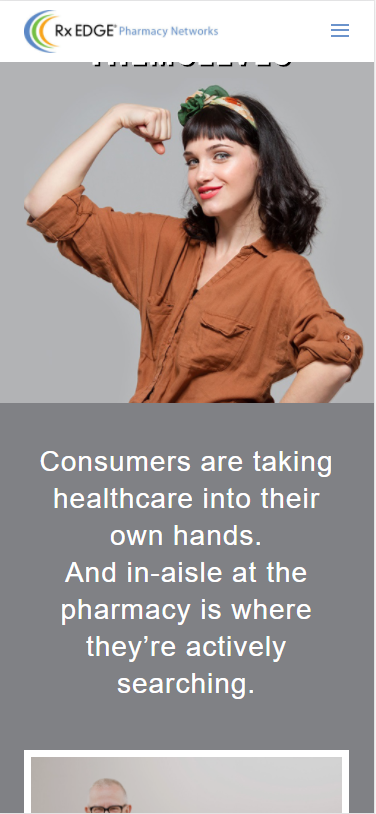 Rx EDGE® Pharmacy Networks
THEMSELVES
Consumers are taking
healthcare into their
own hands.
And in-aisle at the
pharmacy is where
they’re actively
searching.